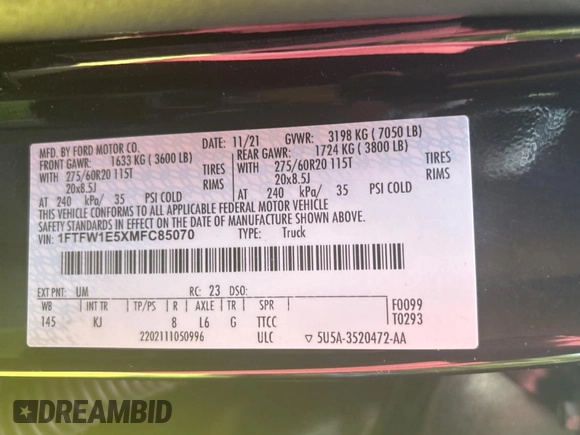 MFD. BY FORD MOTOR CO. DATE: 11/21 GVWR: 3198 KG ( 7050 LB)
FRONT GAWR: 1633 KG ( 3600 LB) REAR GAWR: 1724 KG ( 3800 LB)
WITH 275/60R20 115T TIRES WITH 275/60R20 115T TIRES
20x8.5J RIMS 20x8.5J RIMS
AT 240 kPa/ 35 PSI COLD AT 240 kPa/ 35 PSI COLD
THIS VEHICLE CONFORMS TO ALL APPLICABLE FEDERAL MOTOR VEHICLE
SAFETY STANDARDS IN EFFECT ON THE DATE OF MANUFACTURE SHOWN ABOVE.
VIN: 1FTFW1E5XMFC85070 TYPE: Truck
EXT PNT: UM RC: 23 DSO: F0099
WB INT TR TP/PS R AXLE TR SPR T0293
145 KJ 8 L6 G TTCC
2202111050996 ULC ▽ 5U5A-3520472-AA
DREAMBID